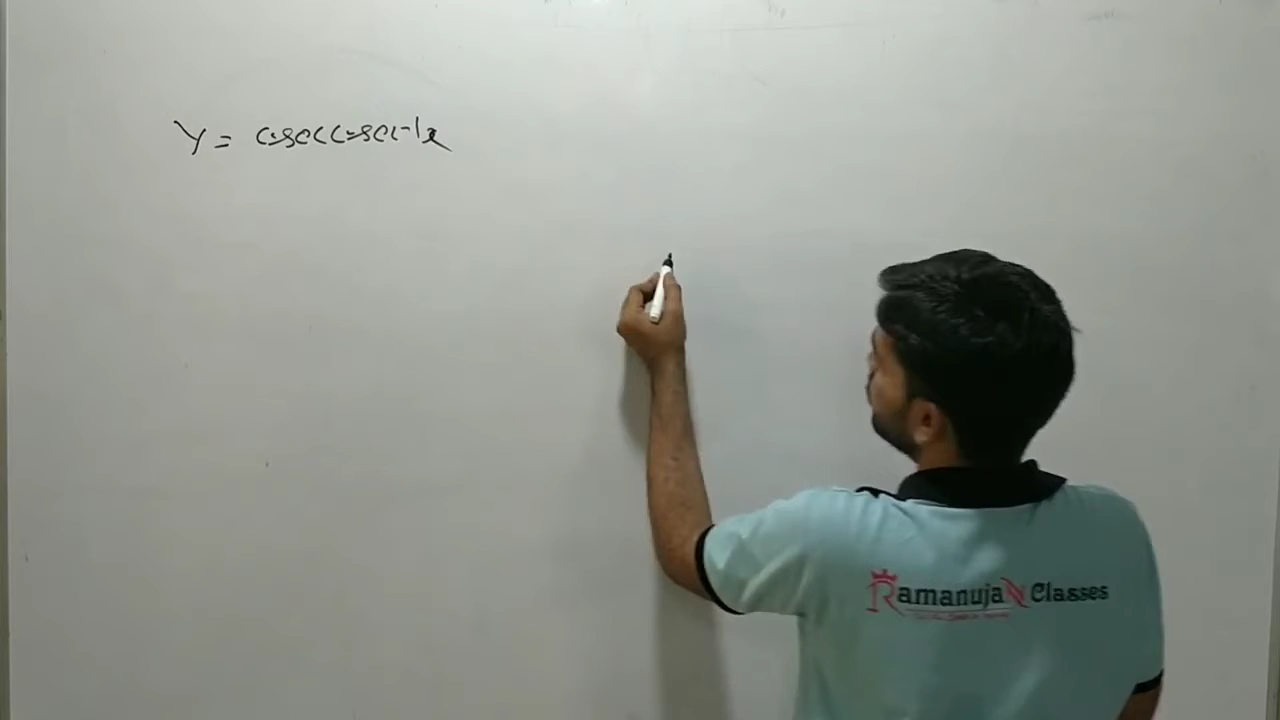 Y = cosec cosec-1x
Ramanujan Classes